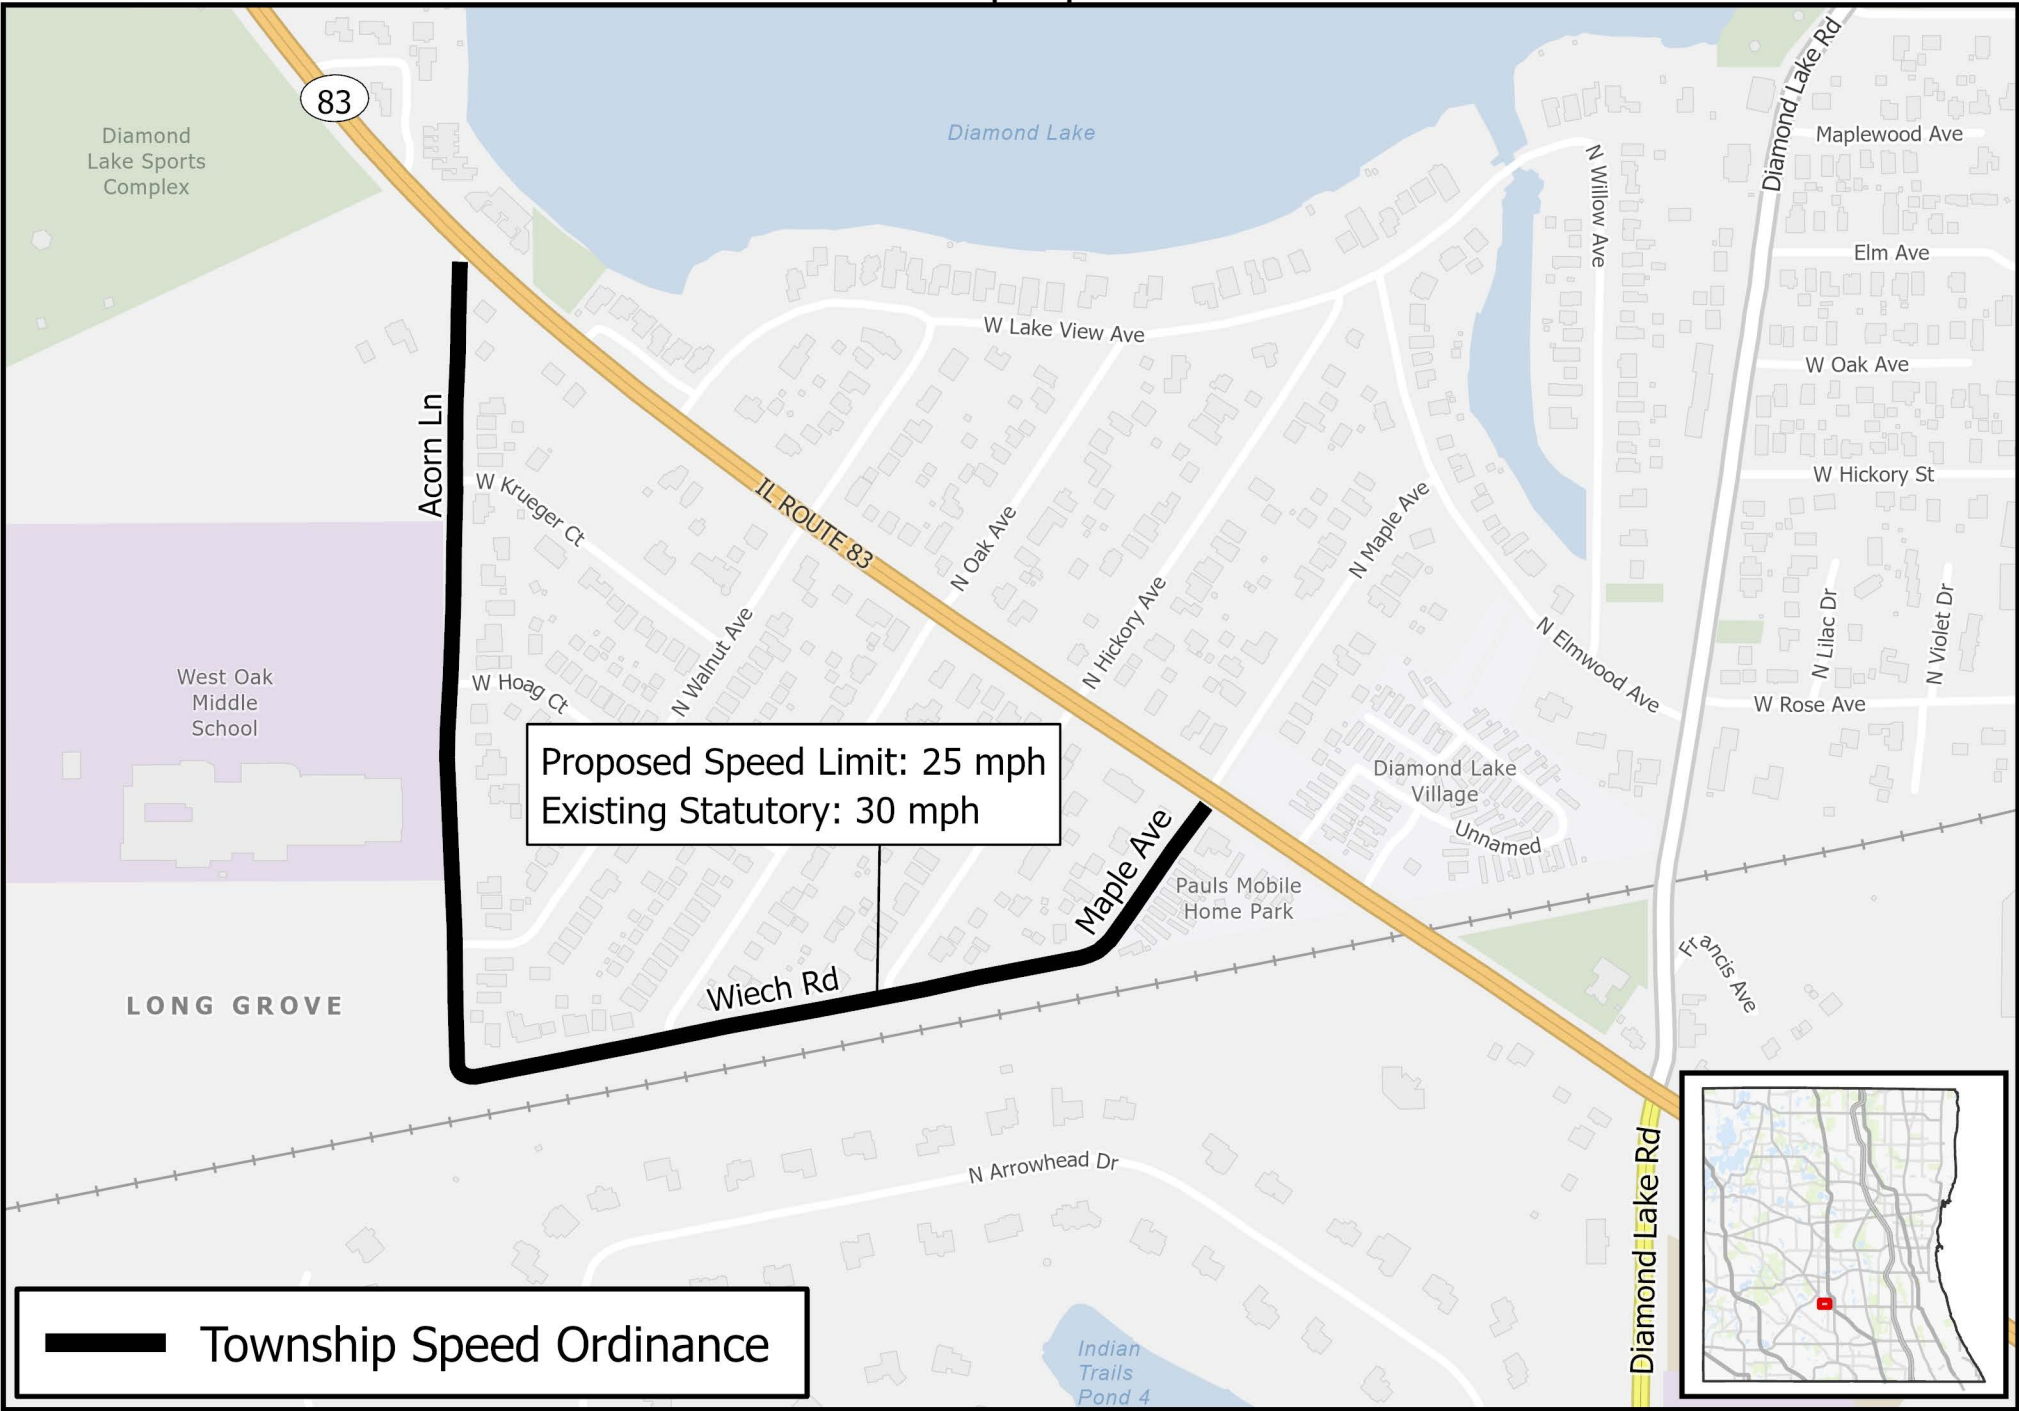 83
Diamond
Lake Sports
Complex
Diamond Lake
Diamond Lake Rd
Maplewood Ave
N Willow Ave
Elm Ave
W Lake View Ave
W Oak Ave
Acorn Ln
W Krueger Ct
IL ROUTE 83
N Oak Ave
N Maple Ave
W Hickory St
N Hickory Ave
N Walnut Ave
N Elmwood Ave
N Lilac Dr
N Violet Dr
West Oak
Middle
School
W Hoag Ct
W Rose Ave
Proposed Speed Limit: 25 mph
Existing Statutory: 30 mph
Diamond Lake
Village
Unnamed
Maple Ave
Pauls Mobile
Home Park
Francis Ave
Wiech Rd
LONG GROVE
N Arrowhead Dr
Diamond Lake Rd
Township Speed Ordinance
Indian
Trails
Pond 4